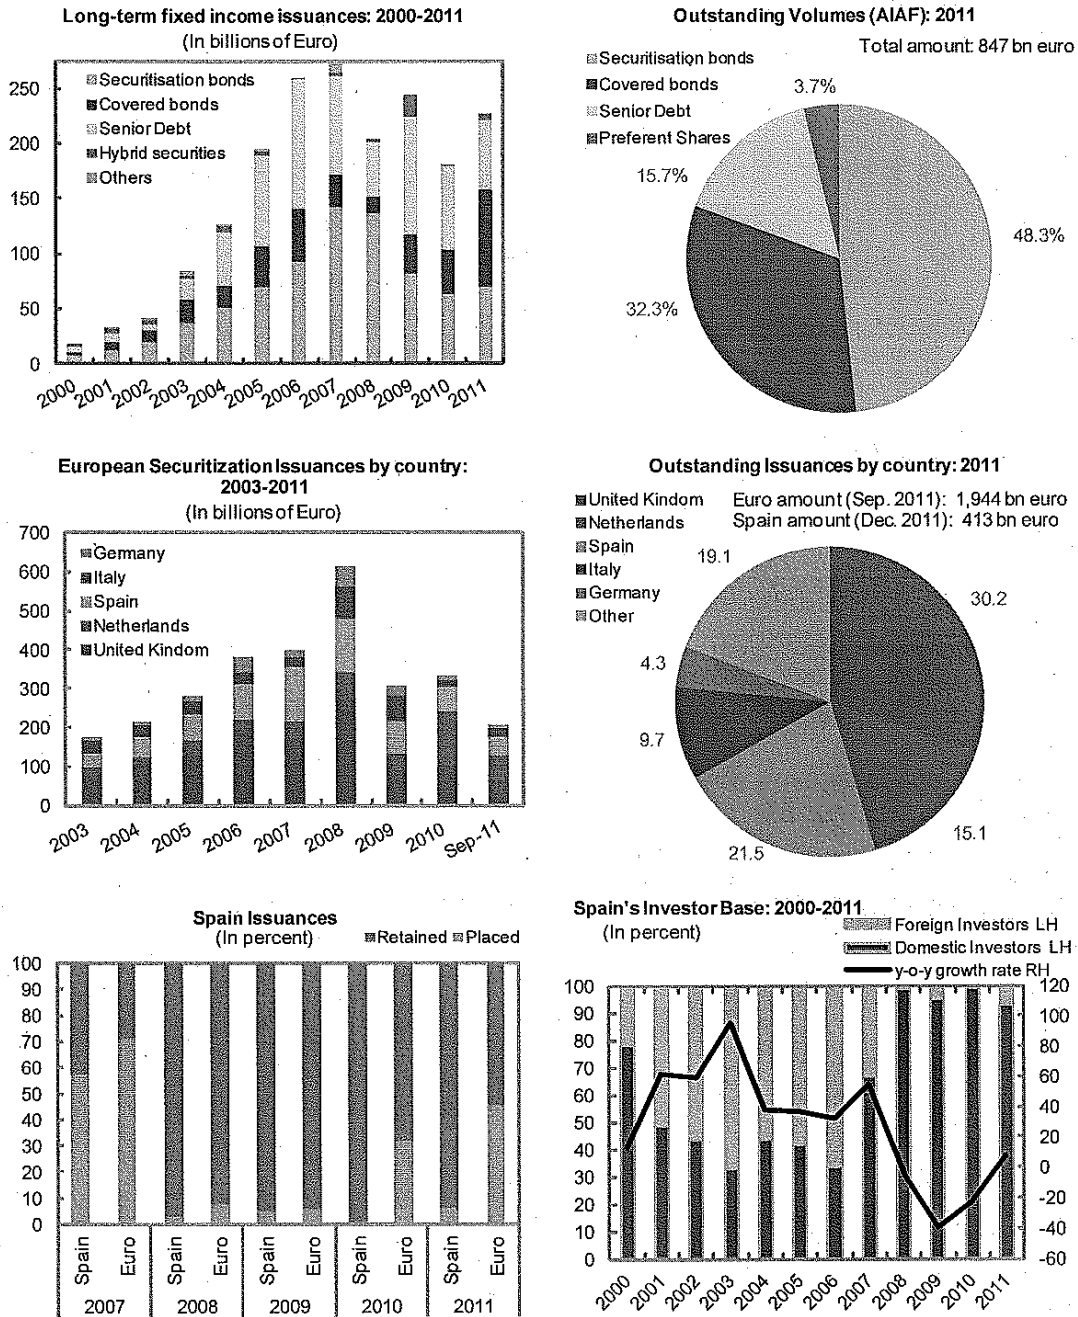 Long-term fixed income issuances: 2000-2011
(In billions of Euro)
Securitisation bonds
Covered bonds
Senior Debt
Hybrid securities
Others
250
200
150
100
50
0
2000
2001
2002
2003
2004
2005
2006
2007
2008
2009
2010
2011
Outstanding Volumes (AIAF): 2011
Total amount: 847 bn euro
Securitisation bonds
Covered bonds
Senior Debt
Preferent Shares
3.7%
15.7%
48.3%
32.3%
European Securitization Issuances by country:
2003-2011
(In billions of Euro)
700
600
500
400
300
200
100
0
Germany
Italy
Spain
Netherlands
United Kindom
2003
2004
2005
2006
2007
2008
2009
2010
Sep-11
Outstanding Issuances by country: 2011
United Kindom
Netherlands
Spain
Italy
Germany
Other
Euro amount (Sep. 2011): 1,944 bn euro
Spain amount (Dec. 2011): 413 bn euro
19.1
30.2
4.3
9.7
21.5
15.1
Spain Issuances
(In percent)
Retained Placed
100
90
80
70
60
50
40
30
20
10
0
Spain Euro Spain Euro Spain Euro Spain Euro Spain Euro
2007 2008 2009 2010 2011
Spain's Investor Base: 2000-2011
(In percent)
Foreign Investors LH
Domestic Investors LH
y-o-y growth rate RH
100
90
80
70
60
50
40
30
20
10
0
120
100
80
60
40
20
0
-20
-40
-60
2000
2001
2002
2003
2004
2005
2006
2007
2008
2009
2010
2011